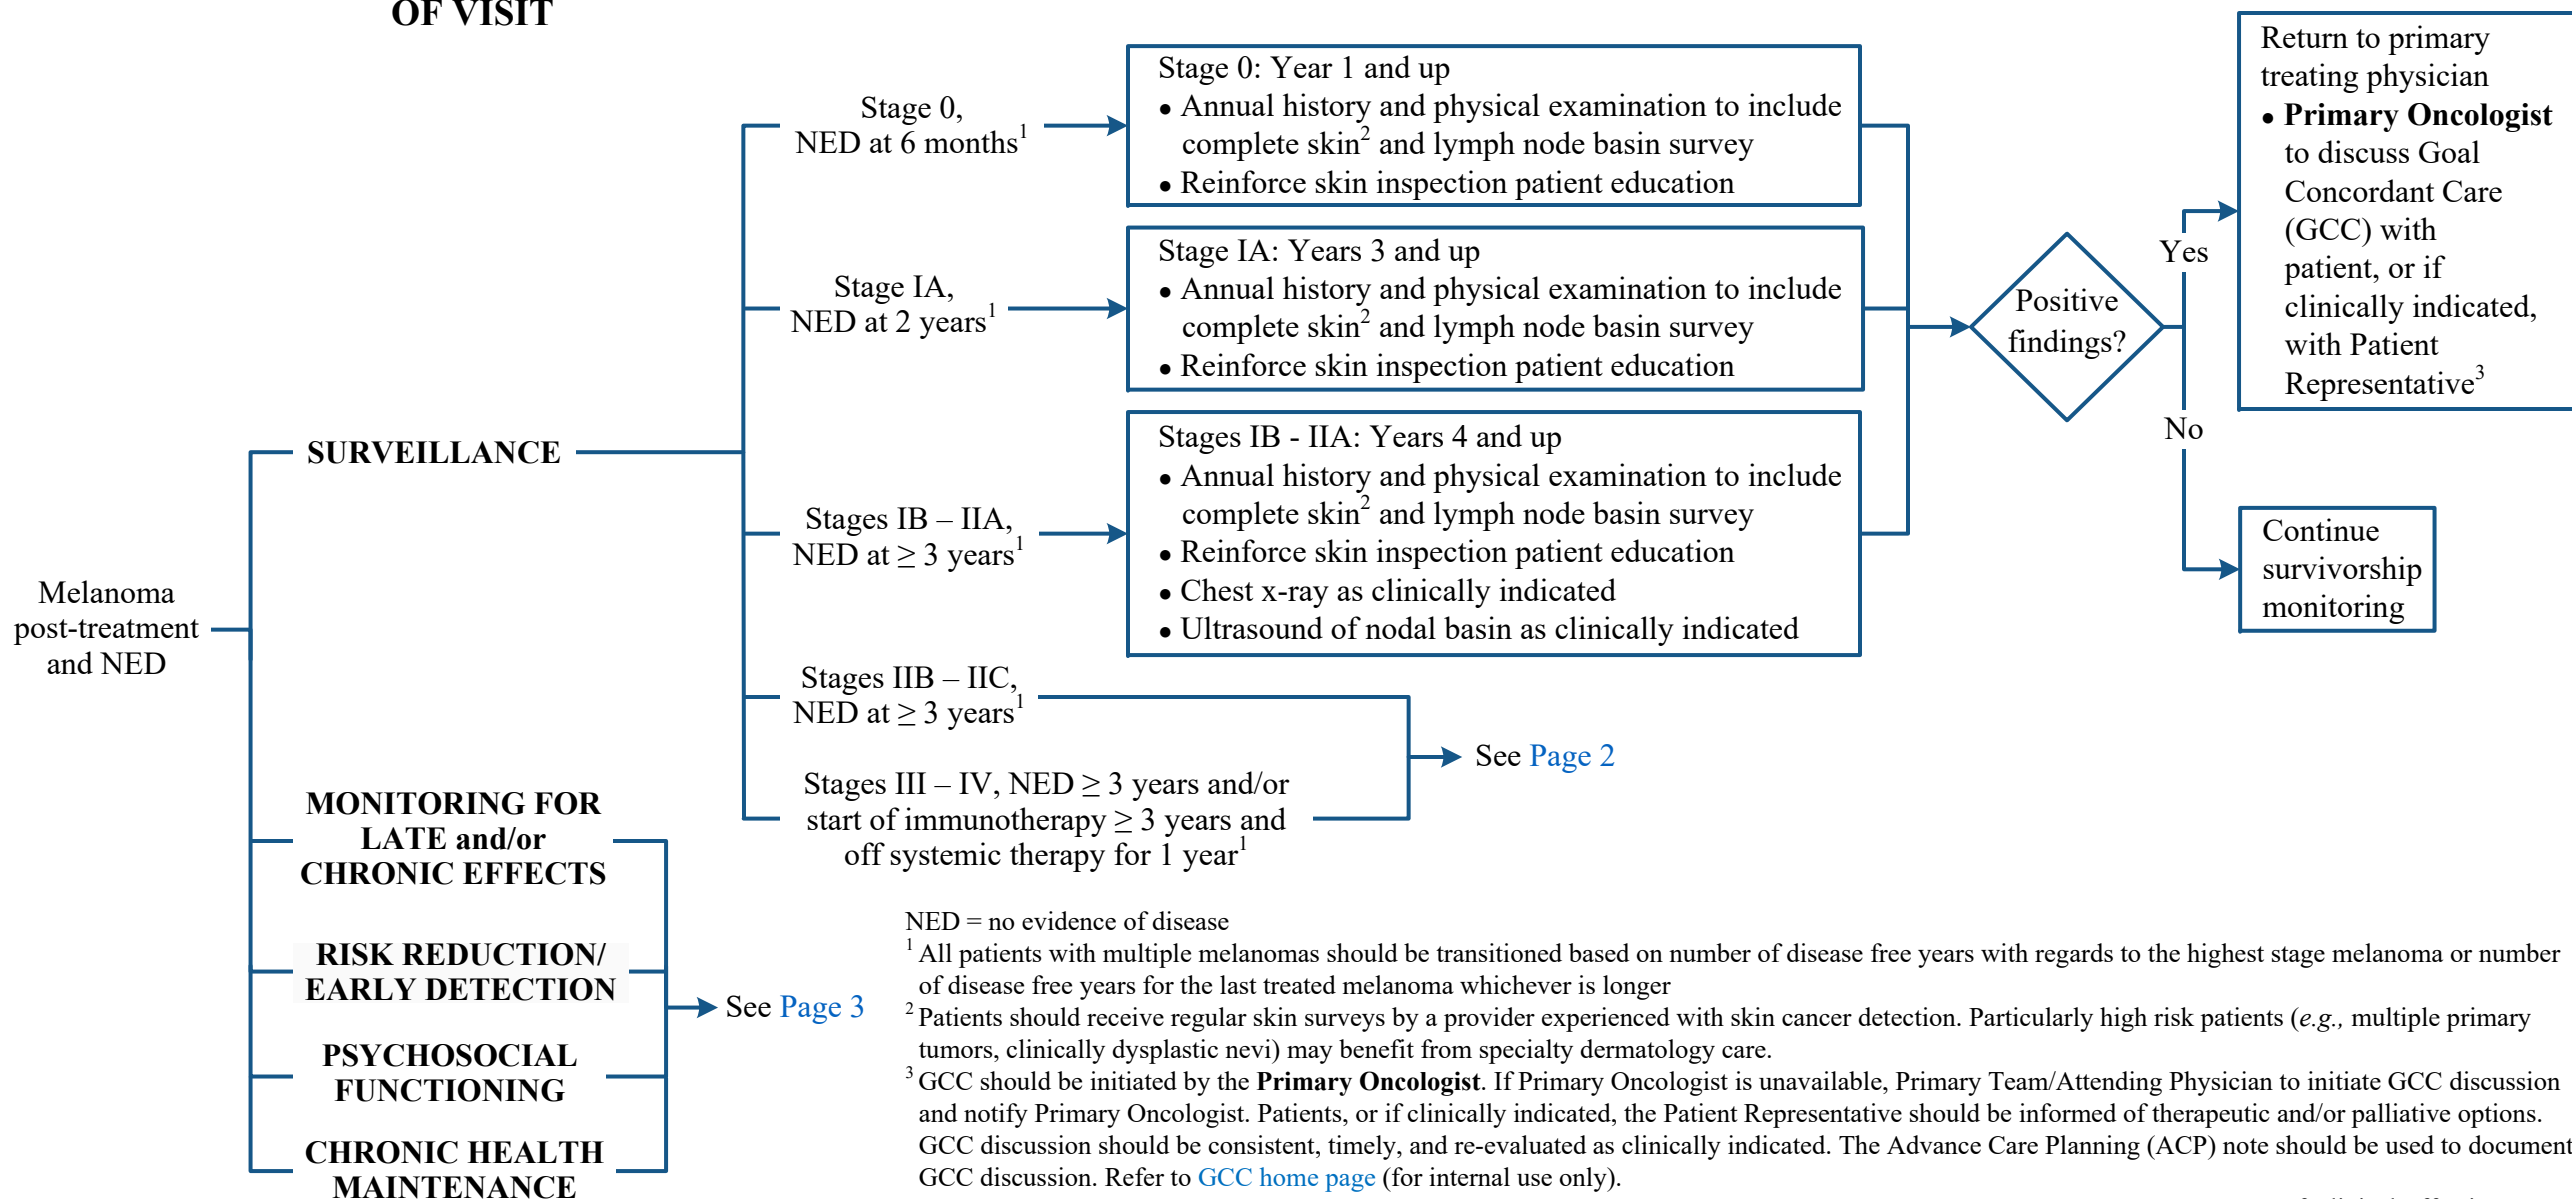 OF VISIT
Melanoma
post-treatment
and NED
SURVEILLANCE
MONITORING FOR
LATE and/or
CHRONIC EFFECTS
RISK REDUCTION/
EARLY DETECTION
PSYCHOSOCIAL
FUNCTIONING
CHRONIC HEALTH
MAINTENANCE
See Page 3
Stage 0,
NED at 6 months1
Stage IA,
NED at 2 years1
Stages IB – IIA,
NED at ≥ 3 years1
Stages IIB – IIC,
NED at ≥ 3 years1
Stages III – IV, NED ≥ 3 years and/or
start of immunotherapy ≥ 3 years and
off systemic therapy for 1 year1
See Page 2
Stage 0: Year 1 and up
● Annual history and physical examination to include
complete skin2 and lymph node basin survey
● Reinforce skin inspection patient education
Stage IA: Years 3 and up
● Annual history and physical examination to include
complete skin2 and lymph node basin survey
● Reinforce skin inspection patient education
Stages IB - IIA: Years 4 and up
● Annual history and physical examination to include
complete skin2 and lymph node basin survey
● Reinforce skin inspection patient education
● Chest x-ray as clinically indicated
● Ultrasound of nodal basin as clinically indicated
Positive
findings?
Yes
No
Return to primary
treating physician
● Primary Oncologist
to discuss Goal
Concordant Care
(GCC) with
patient, or if
clinically indicated,
with Patient
Representative3
Continue
survivorship
monitoring
NED = no evidence of disease
1 All patients with multiple melanomas should be transitioned based on number of disease free years with regards to the highest stage melanoma or number
of disease free years for the last treated melanoma whichever is longer
2 Patients should receive regular skin surveys by a provider experienced with skin cancer detection. Particularly high risk patients (e.g., multiple primary
tumors, clinically dysplastic nevi) may benefit from specialty dermatology care.
3 GCC should be initiated by the Primary Oncologist. If Primary Oncologist is unavailable, Primary Team/Attending Physician to initiate GCC discussion
and notify Primary Oncologist. Patients, or if clinically indicated, the Patient Representative should be informed of therapeutic and/or palliative options.
GCC discussion should be consistent, timely, and re-evaluated as clinically indicated. The Advance Care Planning (ACP) note should be used to document
GCC discussion. Refer to GCC home page (for internal use only).